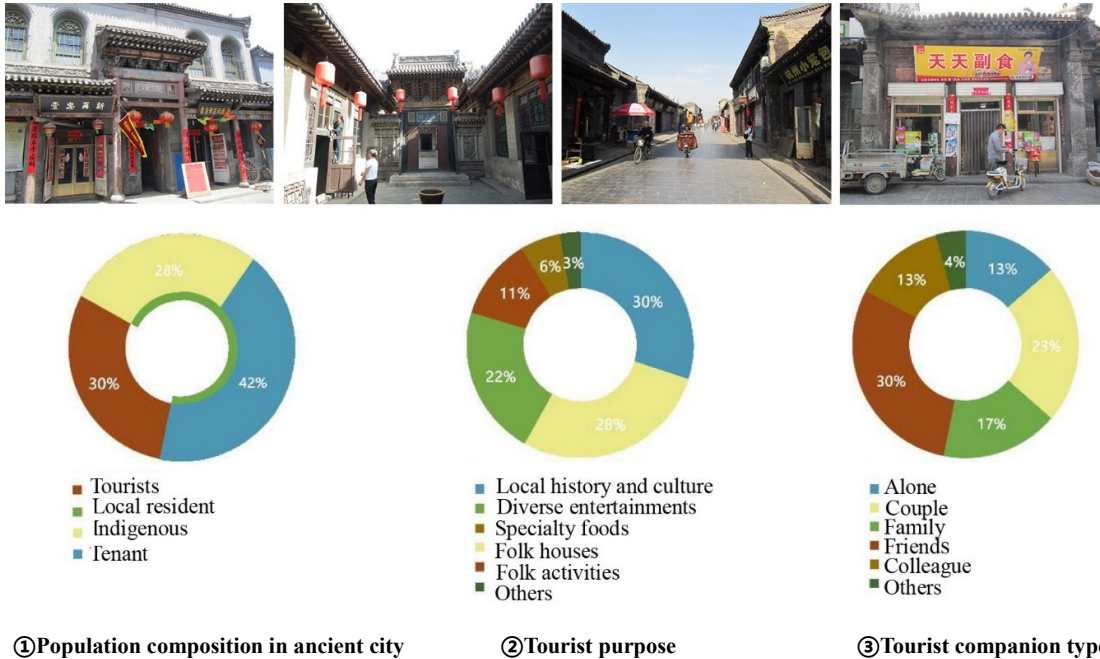 天天副食
28%
42%
30%
Tourists
Local resident
Indigenous
Tenant
6%
3%
30%
11%
22%
28%
Local history and culture
Diverse entertainments
Specialty foods
Folk houses
Folk activities
Others
4%
13%
13%
23%
30%
17%
Alone
Couple
Family
Friends
Colleague
Others
①Population composition in ancient city
②Tourist purpose
③Tourist companion type